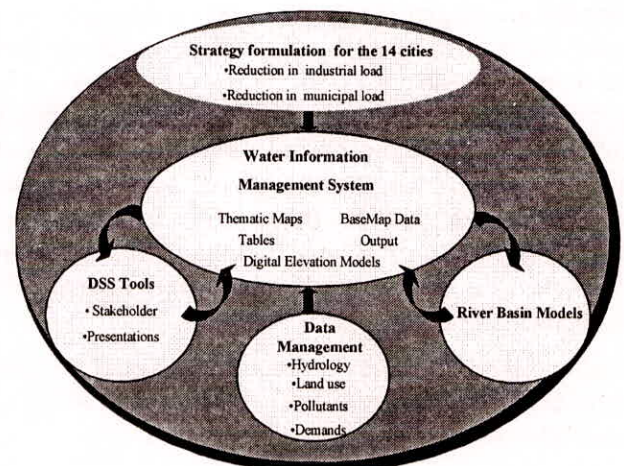 Strategy formulation for the 14 cities
•Reduction in industrial load
•Reduction in municipal load
Water Information
Management System
Thematic Maps BaseMap Data
Tables Output
Digital Elevation Models
DSS Tools
• Stakeholder
•Presentations
Data
Management
•Hydrology
•Land use
•Pollutants
•Demands
River Basin Models